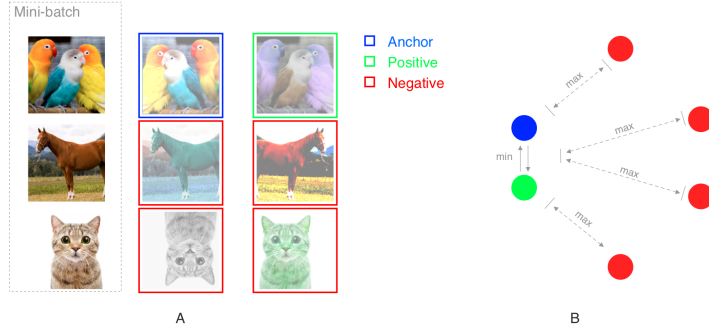 Mini-batch
Anchor
Positive
Negative
max
max
min
max
max
A
B